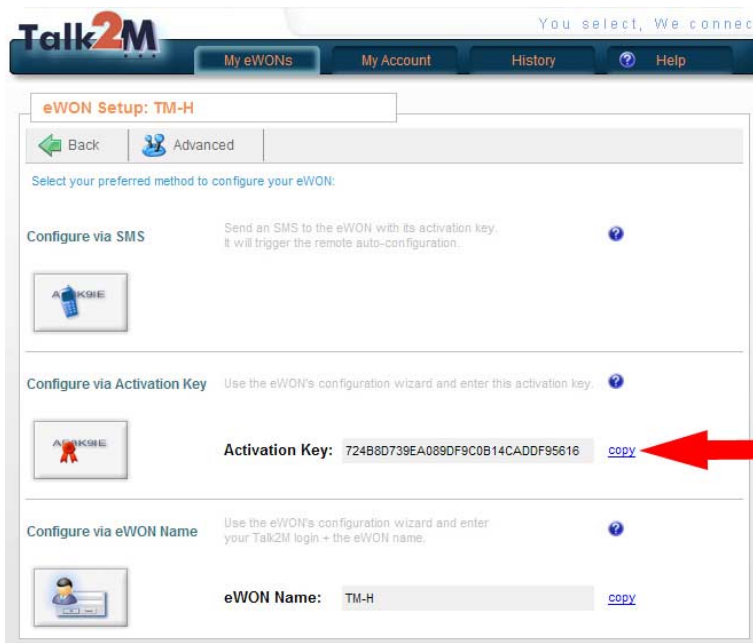 You select, We connec
Talk2M
My eWONs My Account History Help
eWON Setup: TM-H
Back Advanced
Select your preferred method to configure your eWON:
Configure via SMS
Send an SMS to the eWON with its activation key.
It will trigger the remote auto-configuration.
Configure via Activation Key
Use the eWON's configuration wizard and enter this activation key.
Activation Key: 724B8D739EA089DF9C0B14CADDF95616 copy
Configure via eWON Name
Use the eWON's configuration wizard and enter
your Talk2M login + the eWON name.
eWON Name: TM-H copy